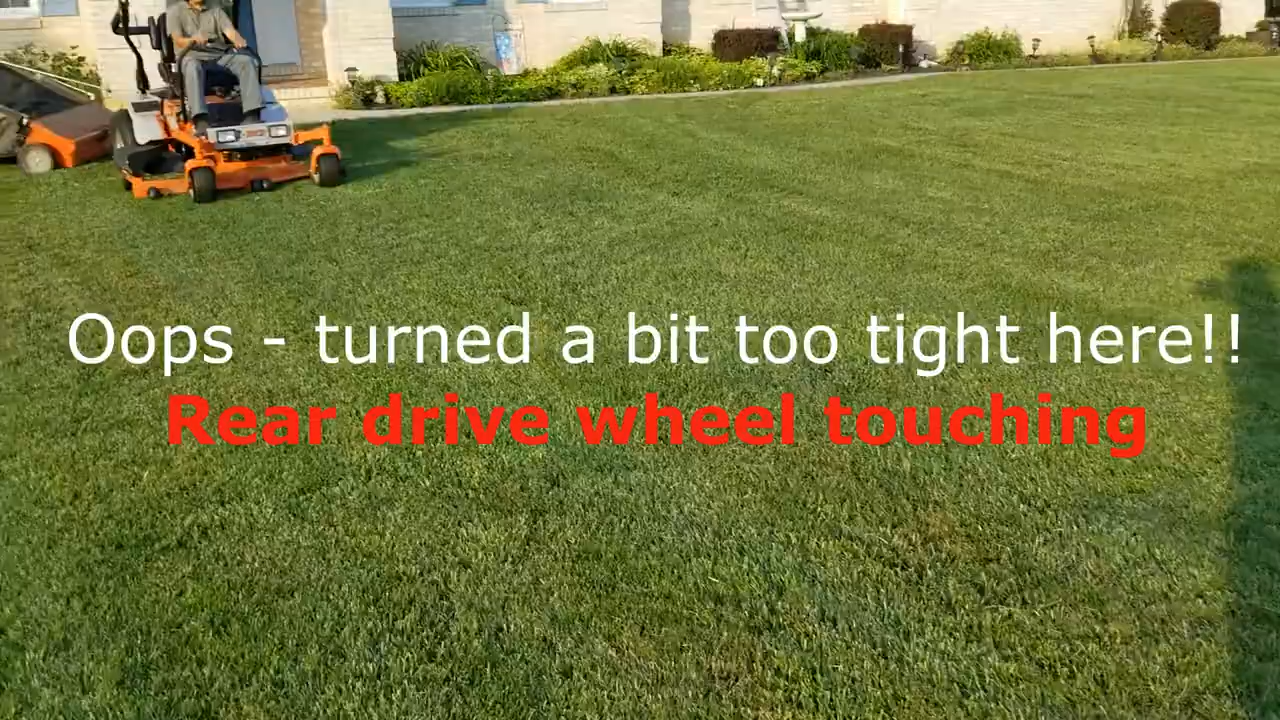 Oops - turned a bit too tight here!!
Rear drive wheel touching